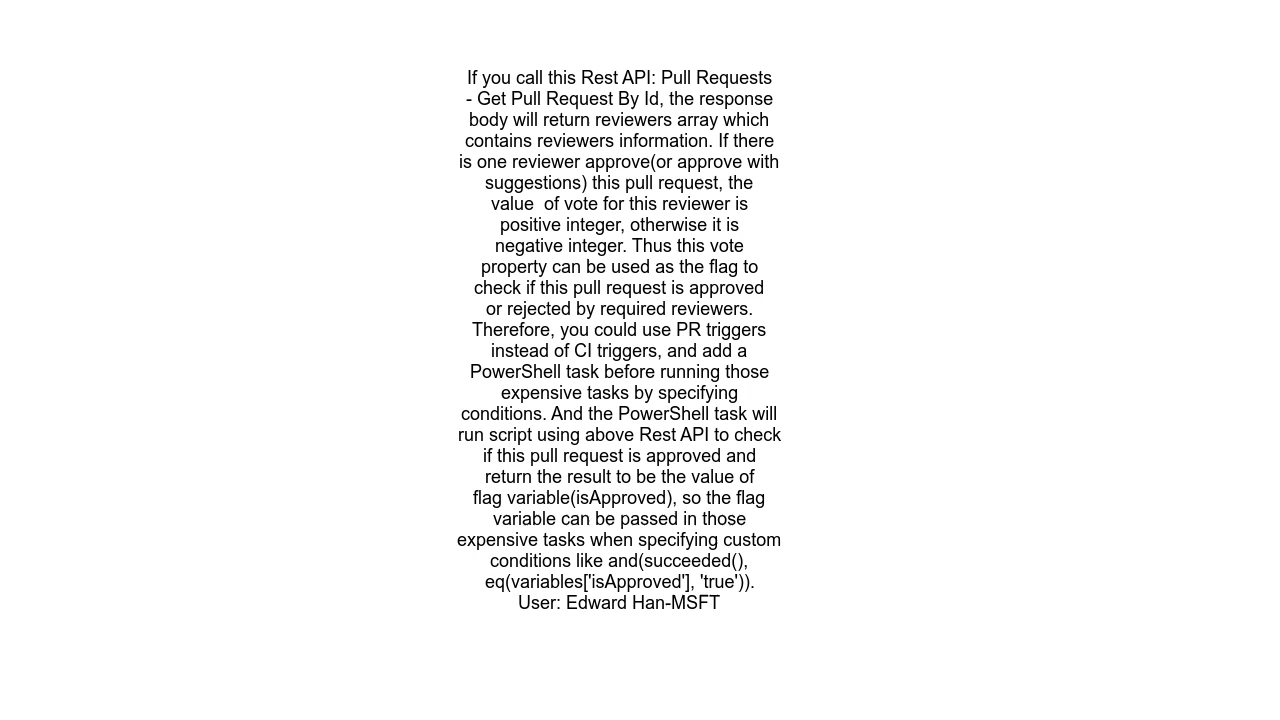 If you call this Rest API: Pull Requests
- Get Pull Request By Id, the response
body will return reviewers array which
contains reviewers information. If there
is one reviewer approve(or approve with
suggestions) this pull request, the
value  of vote for this reviewer is
positive integer, otherwise it is
negative integer. Thus this vote
property can be used as the flag to
check if this pull request is approved
or rejected by required reviewers.
Therefore, you could use PR triggers
instead of CI triggers, and add a
PowerShell task before running those
expensive tasks by specifying
conditions. And the PowerShell task will
run script using above Rest API to check
if this pull request is approved and
return the result to be the value of
flag variable(isApproved), so the flag
variable can be passed in those
expensive tasks when specifying custom
conditions like and(succeeded(),
eq(variables['isApproved'], 'true')).
User: Edward Han-MSFT